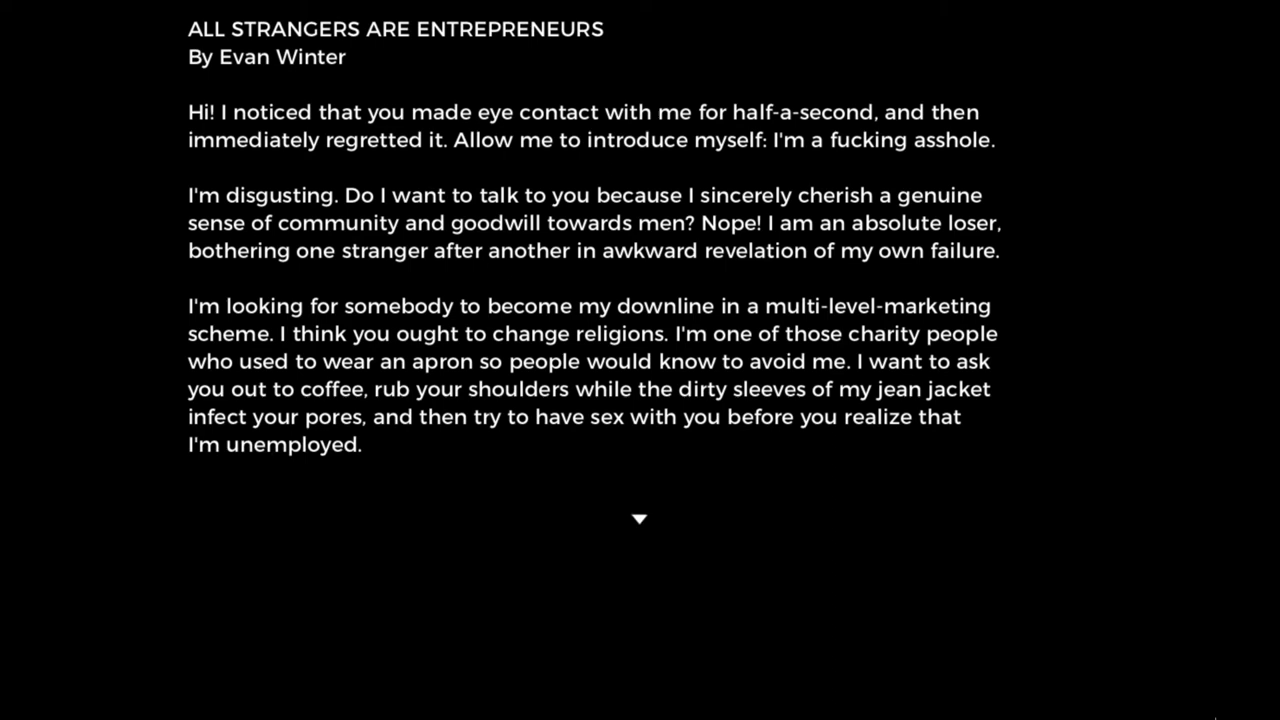 ALL STRANGERS ARE ENTREPRENEURS
By Evan Winter
Hi! I noticed that you made eye contact with me for half-a-second, and then
immediately regretted it. Allow me to introduce myself: I'm a fucking asshole.
I'm disgusting. Do I want to talk to you because I sincerely cherish a genuine
sense of community and goodwill towards men? Nope! I am an absolute loser,
bothering one stranger after another in awkward revelation of my own failure.
I'm looking for somebody to become my downline in a multi-level-marketing
scheme. I think you ought to change religions. I'm one of those charity people
who used to wear an apron so people would know to avoid me. I want to ask
you out to coffee, rub your shoulders while the dirty sleeves of my jean jacket
infect your pores, and then try to have sex with you before you realize that
I'm unemployed.